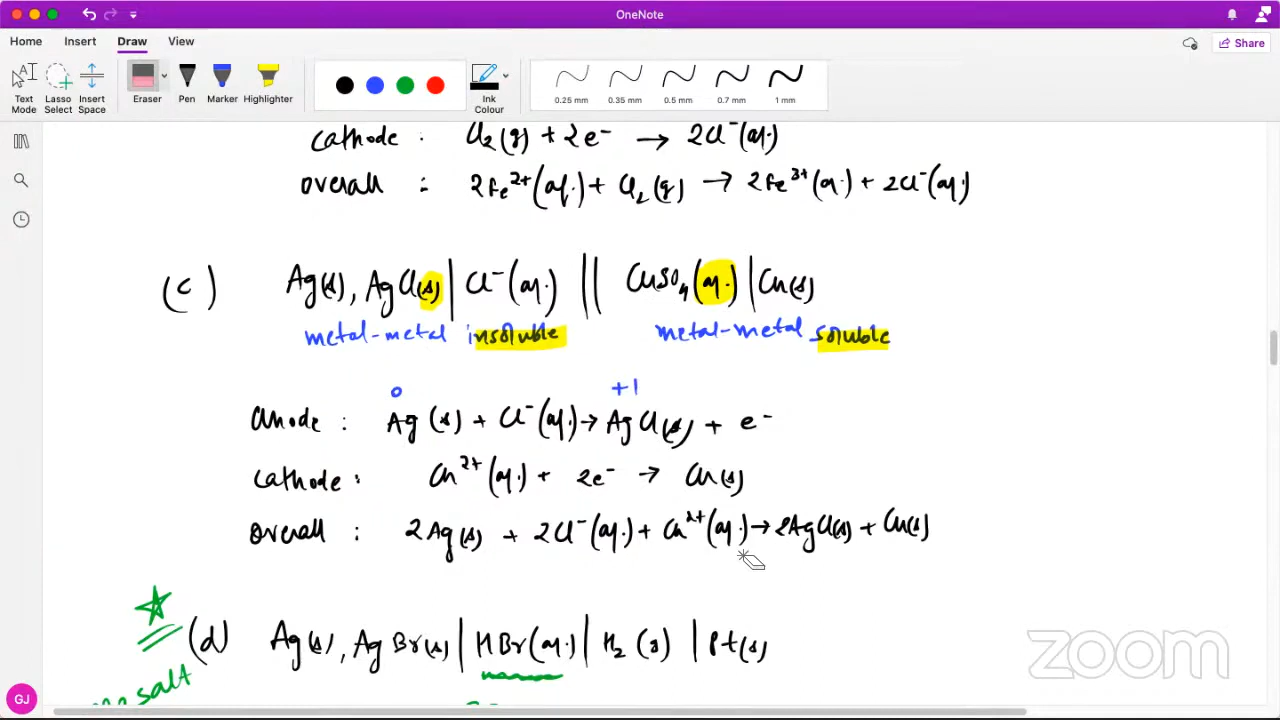 OneNote
Home Insert Draw View
Share
Text Mode
Lasso Select
Insert Space
Eraser
Pen
Marker
Highlighter
Ink Colour
0.25 mm 0.35 mm 0.5 mm 0.7 mm 1 mm
cathode : Cl₂(g) + 2e⁻ → 2Cl⁻(aq.)
overall : 2Fe²⁺(aq.) + Cl₂(g) → 2Fe³⁺(aq.) + 2Cl⁻(aq.)
(c) Ag(s), AgCl(s) | Cl⁻(aq.) || CuSO₄(aq.) | Cu(s)
metal-metal insoluble metal-metal soluble
0 +1
Anode : Ag(s) + Cl⁻(aq.) → AgCl(s) + e⁻
cathode : Cu²⁺(aq.) + 2e⁻ → Cu(s)
overall : 2Ag(s) + 2Cl⁻(aq.) + Cu²⁺(aq.) → 2AgCl(s) + Cu(s)
(d) Ag(s), AgBr(s) | HBr(aq.) | H₂(g) | Pt(s)
salt
GJ
zoom